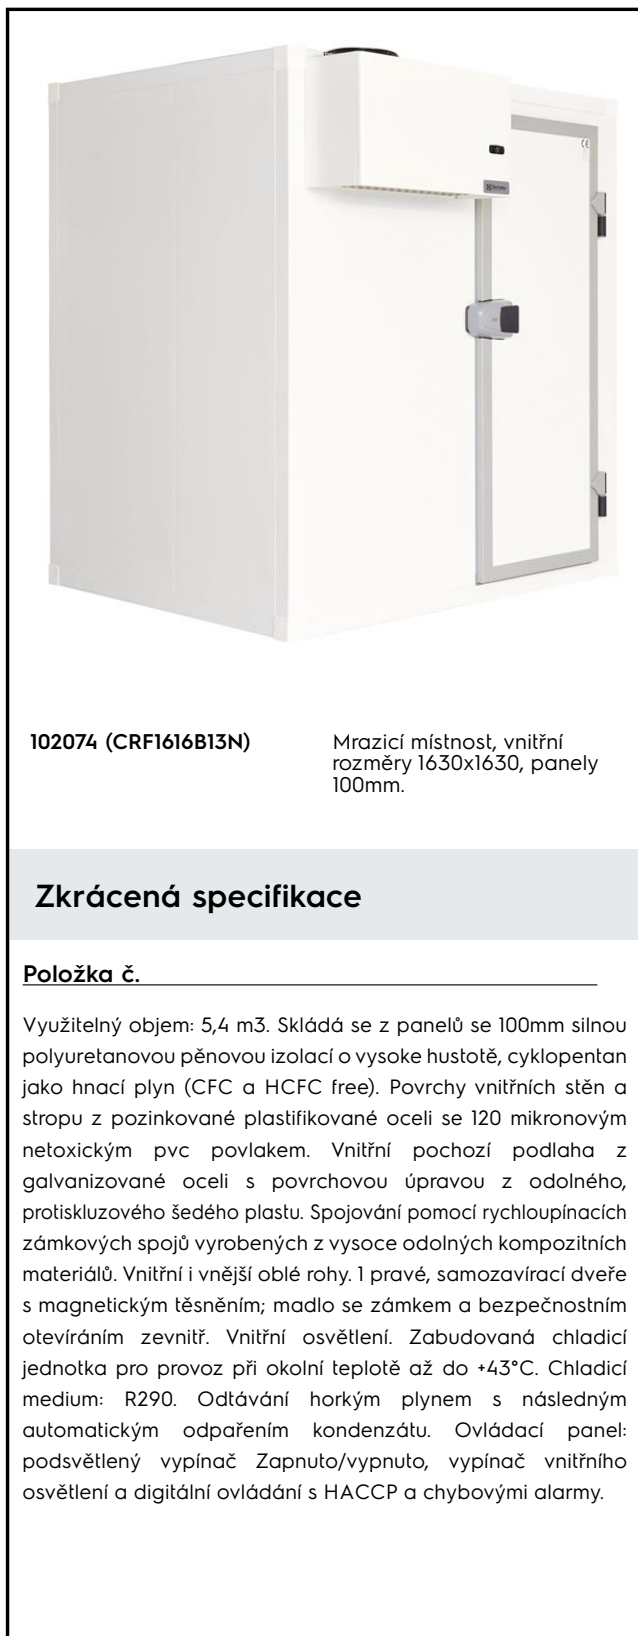 CE
Electrolux
102074 (CRF1616B13N)
Mrazicí místnost, vnitřní
rozměry 1630x1630, panely
100mm.
Zkrácená specifikace
Položka č.
Využitelný objem: 5,4 m3. Skládá se z panelů se 100mm silnou
polyuretanovou pěnovou izolací o vysoke hustotě, cyklopentan
jako hnací plyn (CFC a HCFC free). Povrchy vnitřních stěn a
stropu z pozinkované plastifikované oceli se 120 mikronovým
netoxickým pvc povlakem. Vnitřní pochozí podlaha z
galvanizované oceli s povrchovou úpravou z odolného,
protiskluzového šedého plastu. Spojování pomocí rychloupínacích
zámkových spojů vyrobených z vysoce odolných kompozitních
materiálů. Vnitřní i vnější oblé rohy. 1 pravé, samozavírací dveře
s magnetickým těsněním; madlo se zámkem a bezpečnostním
otevíráním zevnitř. Vnitřní osvětlení. Zabudovaná chladicí
jednotka pro provoz při okolní teplotě až do +43°C. Chladicí
medium: R290. Odtávání horkým plynem s následným
automatickým odpařením kondenzátu. Ovládací panel:
podsvětlený vypínač Zapnuto/vypnuto, vypínač vnitřního
osvětlení a digitální ovládání s HACCP a chybovými alarmy.